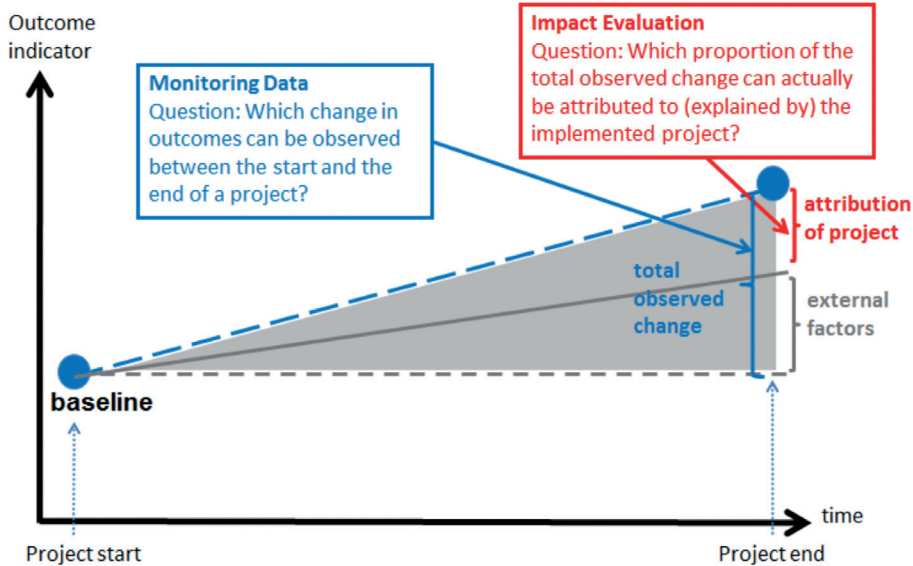 Outcome
indicator
Monitoring Data
Question: Which change in
outcomes can be observed
between the start and the
end of a project?
Impact Evaluation
Question: Which proportion of the
total observed change can actually
be attributed to (explained by) the
implemented project?
attribution
of project
total
observed
change
external
factors
baseline
time
Project start
Project end